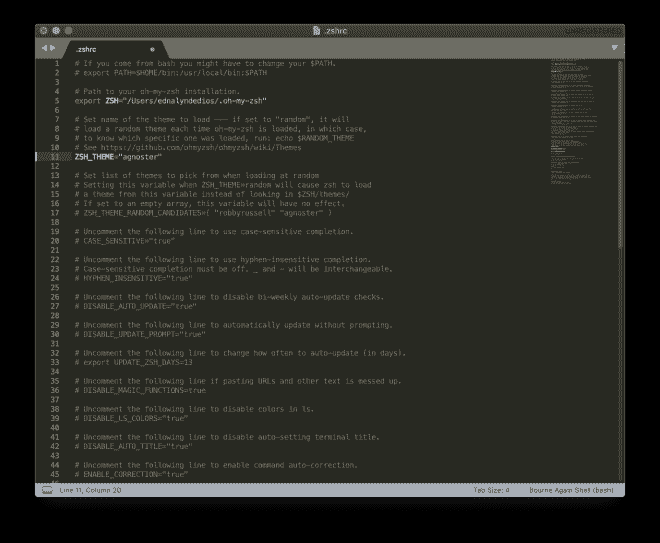 .zshrc
UNREGISTERED
.zshrc
1 # If you come from bash you might have to change your $PATH.
2 # export PATH=$HOME/bin:/usr/local/bin:$PATH
3
4 # Path to your oh-my-zsh installation.
5 export ZSH="/Users/ednalyndedios/.oh-my-zsh"
6
7 # Set name of the theme to load --- if set to "random", it will
8 # load a random theme each time oh-my-zsh is loaded, in which case,
9 # to know which specific one was loaded, run: echo $RANDOM_THEME
10 # See https://github.com/ohmyzsh/ohmyzsh/wiki/Themes
11 ZSH_THEME="agnoster"
12
13 # Set list of themes to pick from when loading at random
14 # Setting this variable when ZSH_THEME=random will cause zsh to load
15 # a theme from this variable instead of looking in $ZSH/themes/
16 # If set to an empty array, this variable will have no effect.
17 # ZSH_THEME_RANDOM_CANDIDATES=( "robbyrussell" "agnoster" )
18
19 # Uncomment the following line to use case-sensitive completion.
20 # CASE_SENSITIVE="true"
21
22 # Uncomment the following line to use hyphen-insensitive completion.
23 # Case-sensitive completion must be off. _ and - will be interchangeable.
24 # HYPHEN_INSENSITIVE="true"
25
26 # Uncomment the following line to disable bi-weekly auto-update checks.
27 # DISABLE_AUTO_UPDATE="true"
28
29 # Uncomment the following line to automatically update without prompting.
30 # DISABLE_UPDATE_PROMPT="true"
31
32 # Uncomment the following line to change how often to auto-update (in days).
33 # export UPDATE_ZSH_DAYS=13
34
35 # Uncomment the following line if pasting URLs and other text is messed up.
36 # DISABLE_MAGIC_FUNCTIONS=true
37
38 # Uncomment the following line to disable colors in ls.
39 # DISABLE_LS_COLORS="true"
40
41 # Uncomment the following line to disable auto-setting terminal title.
42 # DISABLE_AUTO_TITLE="true"
43
44 # Uncomment the following line to enable command auto-correction.
45 # ENABLE_CORRECTION="true"
Line 11, Column 20
Tab Size: 4
Bourne Again Shell (bash)